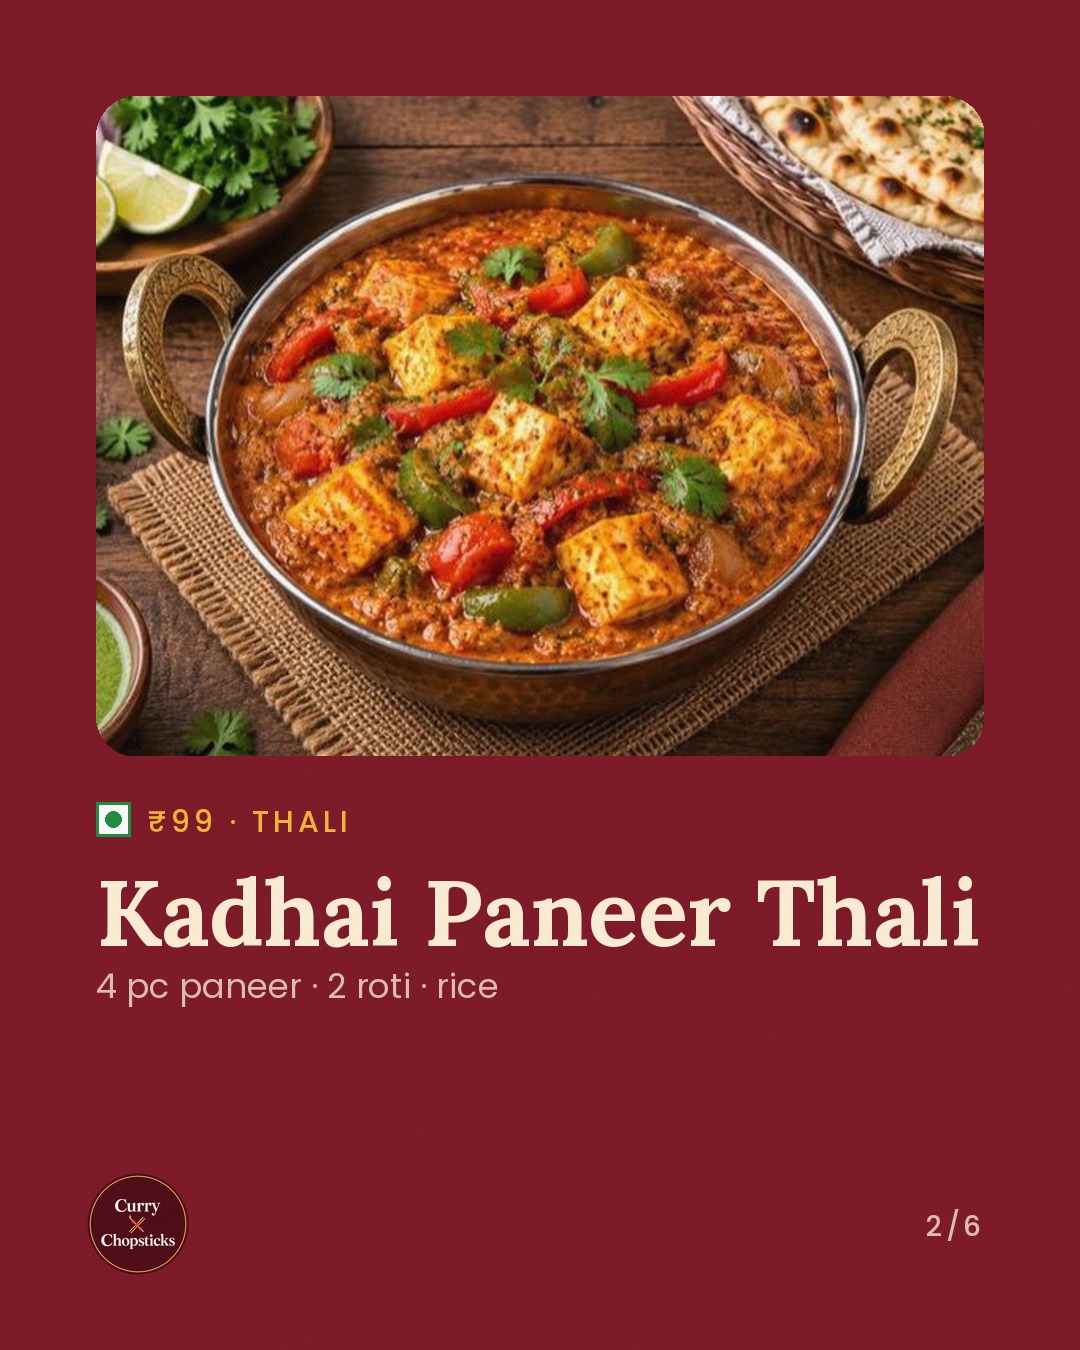 ₹99 · THALI
Kadhai Paneer Thali
4 pc paneer · 2 roti · rice
Curry
Chopsticks
2/6